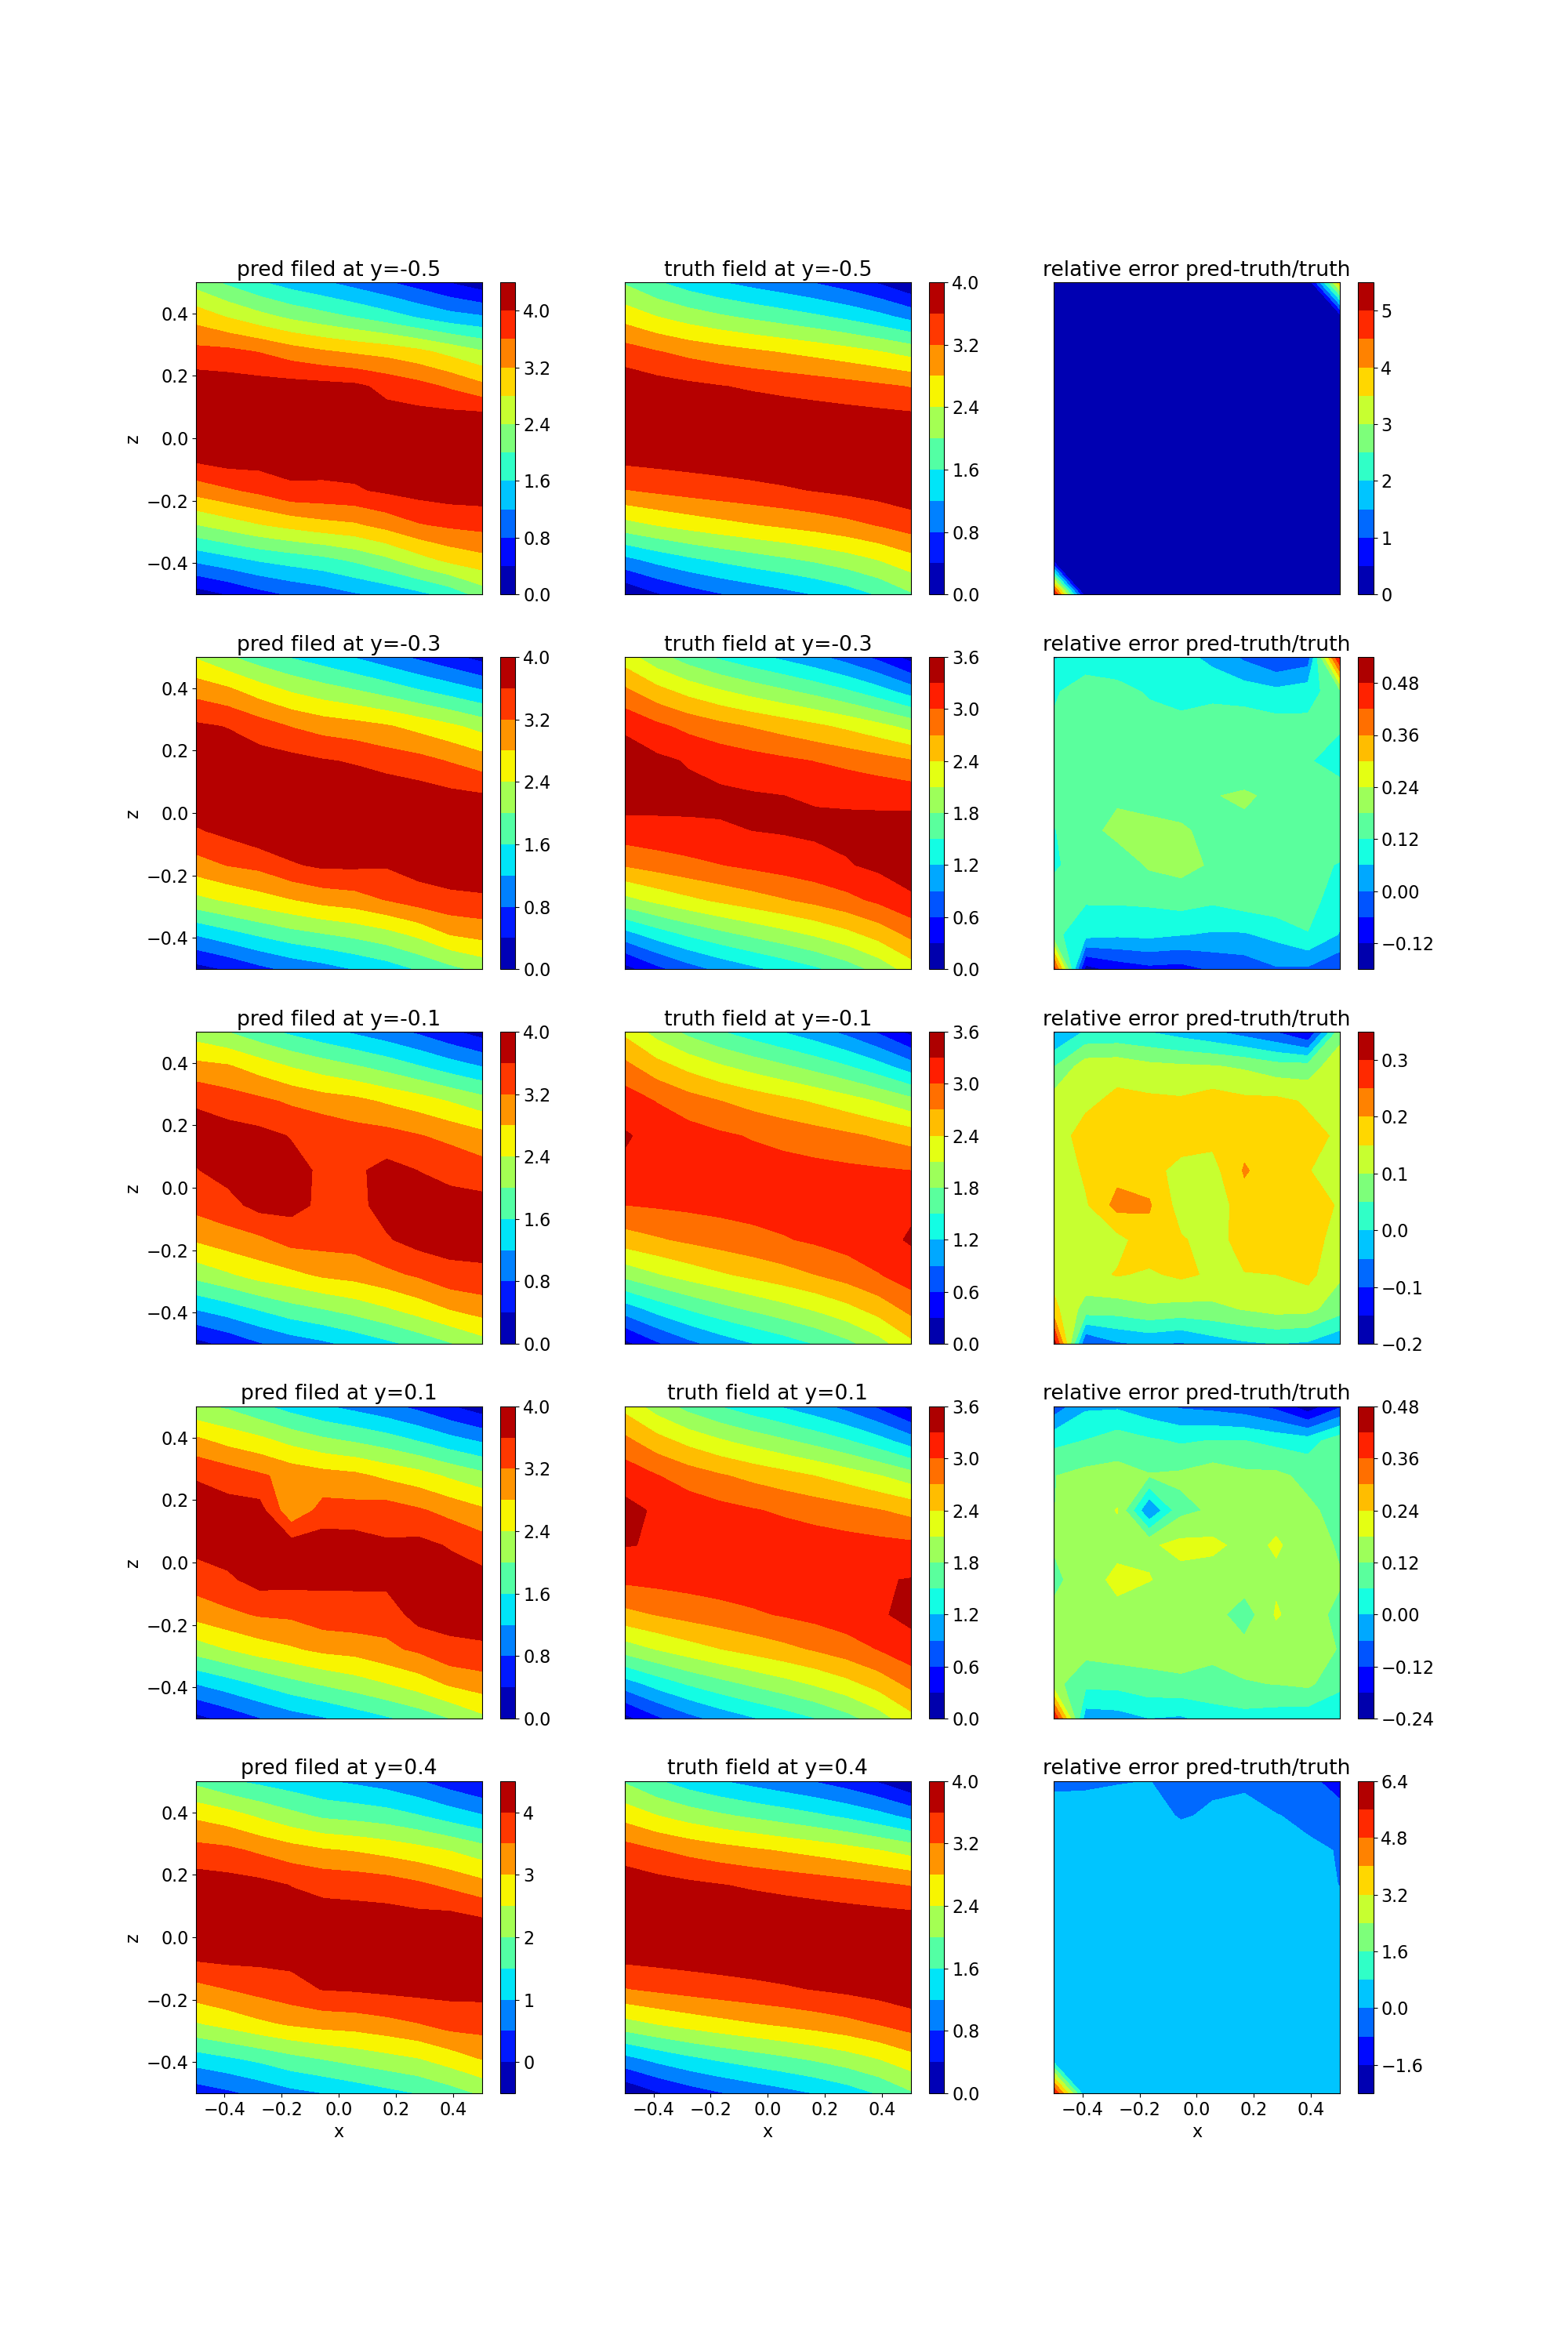 pred filed at y=-0.5 truth field at y=-0.5 relative error pred-truth/truth
0.4 4.0 4.0 5
3.2 3.2 4
0.2
z 0.0 2.4 2.4 3
1.6 1.6 2
−0.2
0.8 0.8 1
−0.4
0.0 0.0 0
pred filed at y=-0.3 truth field at y=-0.3 relative error pred-truth/truth
4.0 3.6
0.4 0.48
3.2 3.0 0.36
0.2
2.4 2.4 0.24
z 0.0 1.8
1.6 0.12
−0.2 1.2 0.00
0.8 0.6
−0.4 −0.12
0.0 0.0
pred filed at y=-0.1 truth field at y=-0.1 relative error pred-truth/truth
4.0 3.6
0.4 0.3
3.2 3.0 0.2
0.2
2.4 2.4 0.1
z 0.0 1.8
1.6 0.0
−0.2 1.2
0.8 0.6 −0.1
−0.4
0.0 0.0 −0.2
pred filed at y=0.1 truth field at y=0.1 relative error pred-truth/truth
4.0 3.6 0.48
0.4
3.2 3.0 0.36
0.2
2.4 2.4 0.24
z 0.0 1.8 0.12
1.6
−0.2 1.2 0.00
0.8 0.6 −0.12
−0.4
0.0 0.0 −0.24
pred filed at y=0.4 truth field at y=0.4 relative error pred-truth/truth
4.0 6.4
0.4 4
3.2 4.8
0.2 3
2.4 3.2
z 0.0 2
1.6 1.6
−0.2 1
0.8 0.0
−0.4 0 −1.6
0.0
−0.4 −0.2 0.0 0.2 0.4 −0.4 −0.2 0.0 0.2 0.4 −0.4 −0.2 0.0 0.2 0.4
x x x